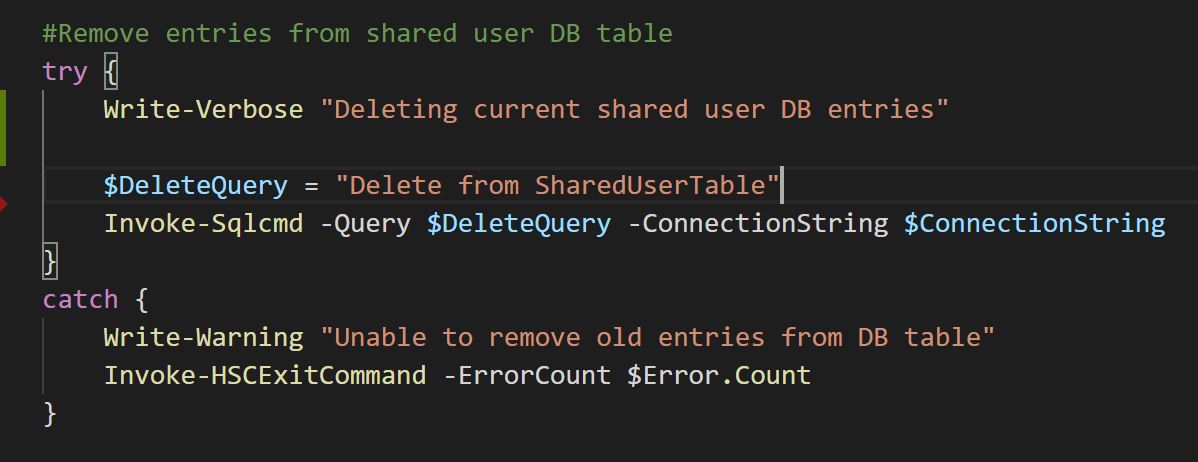 #Remove entries from shared user DB table
try {
Write-Verbose "Deleting current shared user DB entries"
$DeleteQuery = "Delete from SharedUserTable"
Invoke-Sqlcmd -Query $DeleteQuery -ConnectionString $ConnectionString
}
catch {
Write-Warning "Unable to remove old entries from DB table"
Invoke-HSCExitCommand -ErrorCount $Error.Count
}